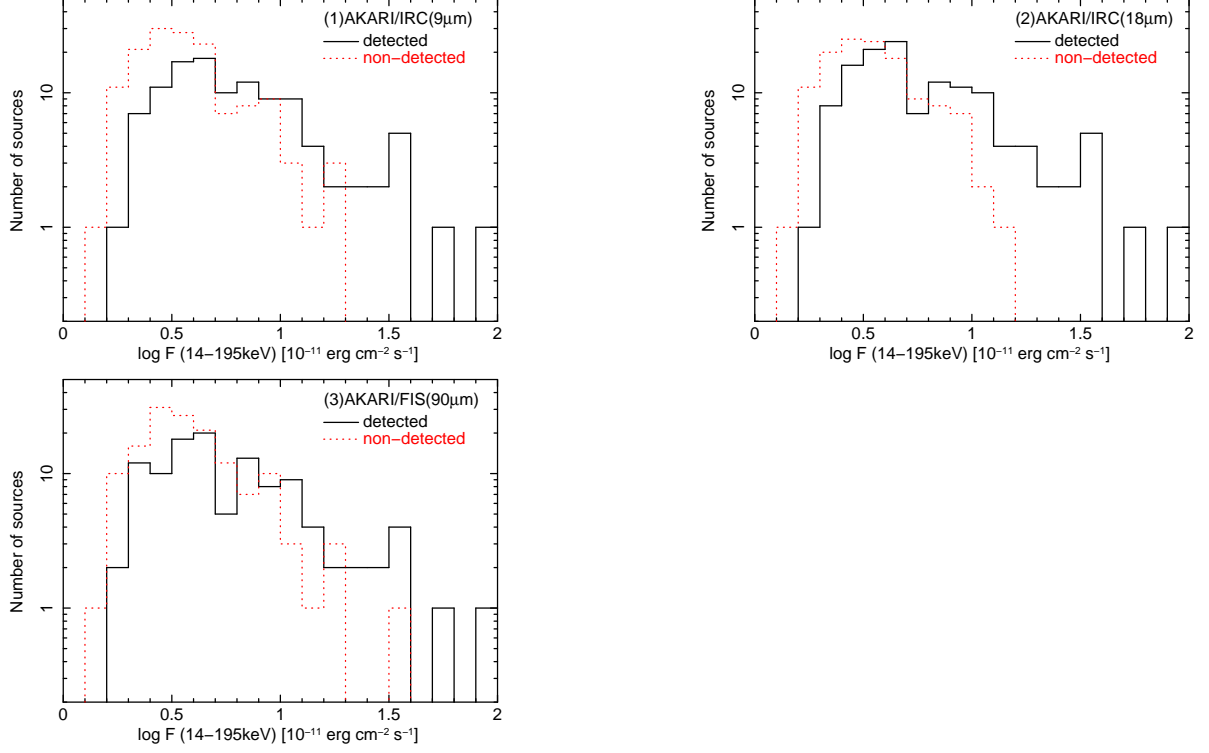 (1)AKARI/IRC(9μm)
detected
non−detected
Number of sources
10
1
0 0.5 1 1.5 2
log F (14−195keV) [10⁻¹¹ erg cm⁻² s⁻¹]
(2)AKARI/IRC(18μm)
detected
non−detected
Number of sources
10
1
0 0.5 1 1.5 2
log F (14−195keV) [10⁻¹¹ erg cm⁻² s⁻¹]
(3)AKARI/FIS(90μm)
detected
non−detected
Number of sources
10
1
0 0.5 1 1.5 2
log F (14−195keV) [10⁻¹¹ erg cm⁻² s⁻¹]